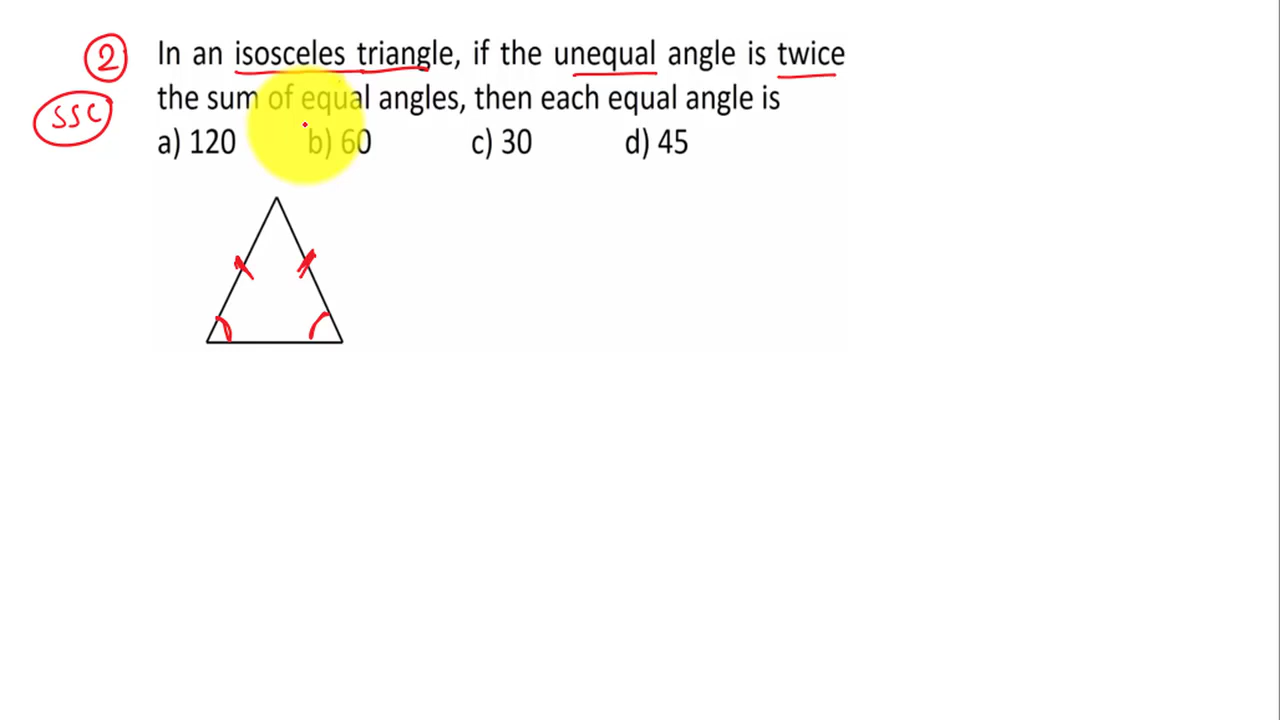 2 In an isosceles triangle, if the unequal angle is twice
SSC the sum of equal angles, then each equal angle is
a) 120 b) 60 c) 30 d) 45